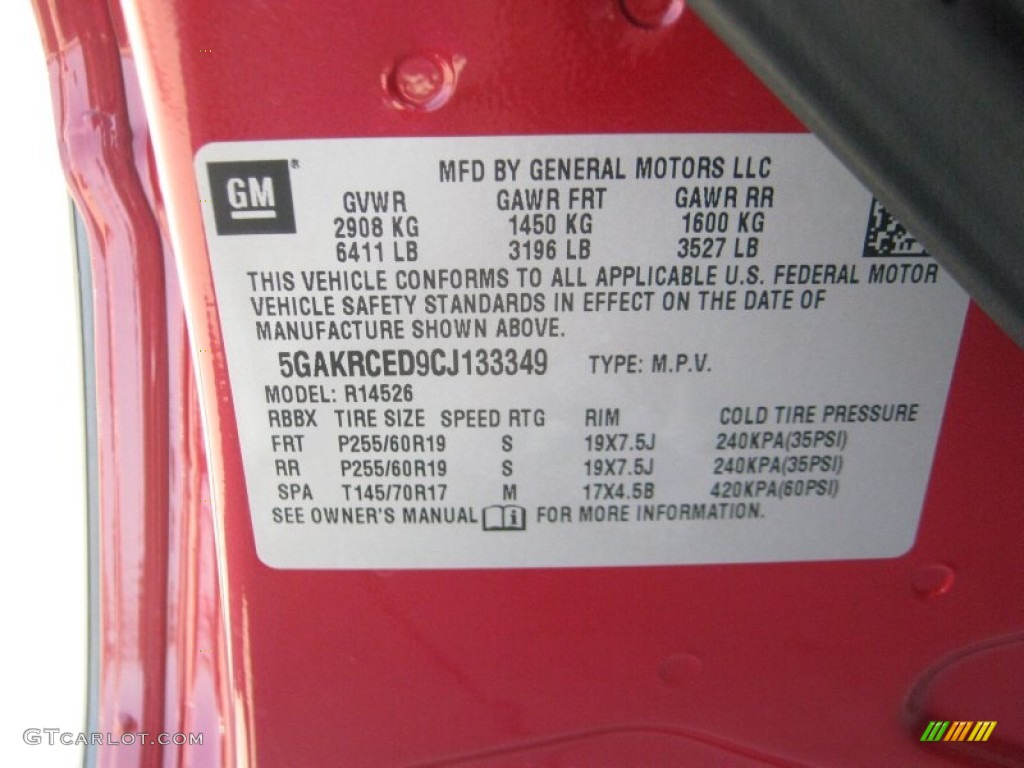 GM ® MFD BY GENERAL MOTORS LLC
GVWR GAWR FRT GAWR RR
2908 KG 1450 KG 1600 KG
6411 LB 3196 LB 3527 LB
THIS VEHICLE CONFORMS TO ALL APPLICABLE U.S. FEDERAL MOTOR
VEHICLE SAFETY STANDARDS IN EFFECT ON THE DATE OF
MANUFACTURE SHOWN ABOVE.
5GAKRCED9CJ133349 TYPE: M.P.V.
MODEL: R14526
RBBX TIRE SIZE SPEED RTG RIM COLD TIRE PRESSURE
FRT P255/60R19 S 19X7.5J 240KPA(35PSI)
RR P255/60R19 S 19X7.5J 240KPA(35PSI)
SPA T145/70R17 M 17X4.5B 420KPA(60PSI)
SEE OWNER'S MANUAL i FOR MORE INFORMATION.
GTCARLOT.COM